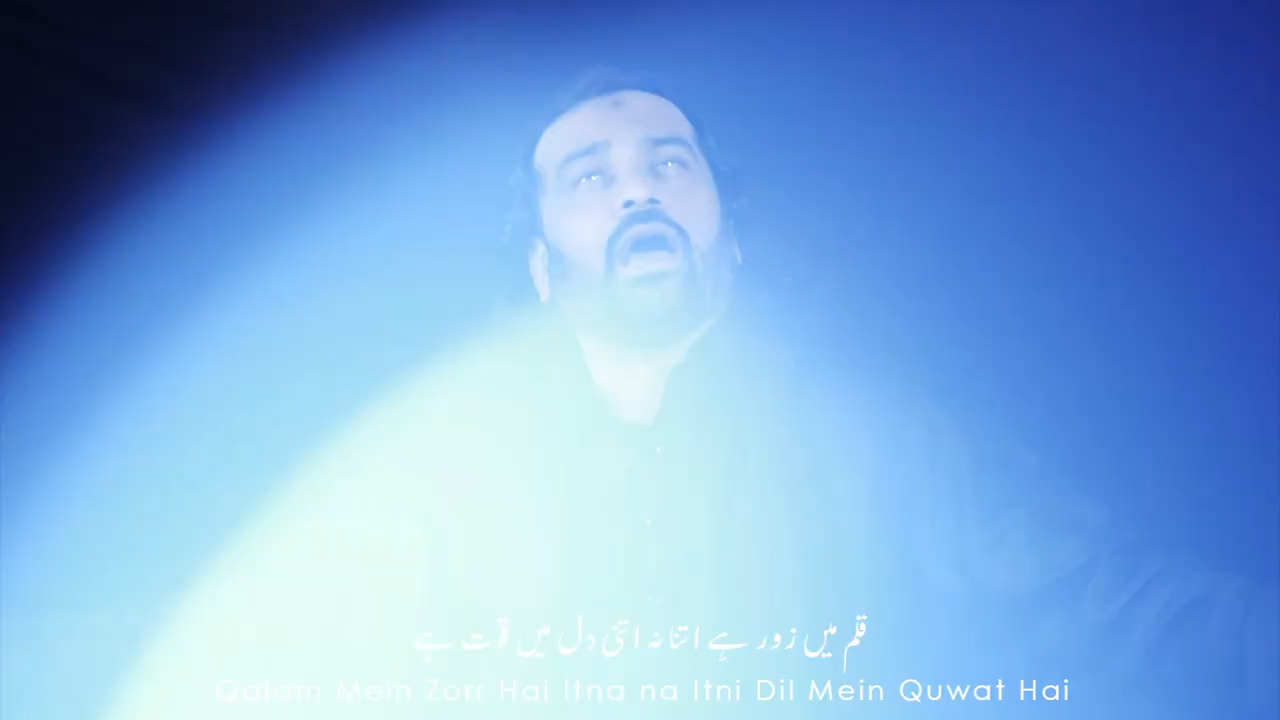 قلم میں زور ہے اتنا نہ اتنی دل میں قوت ہے
Qalam Mein Zorr Hai Itna na Itni Dil Mein Quwat Hai